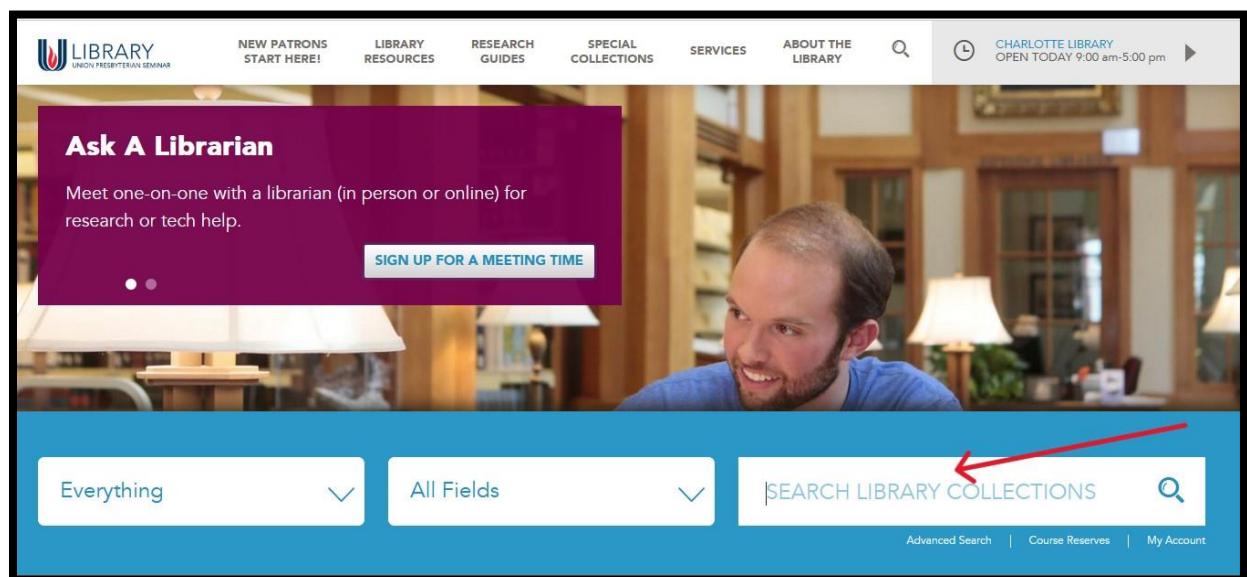 LIBRARY
UNION PRESBYTERIAN SEMINAR
NEW PATRONS
START HERE!
LIBRARY
RESOURCES
RESEARCH
GUIDES
SPECIAL
COLLECTIONS
SERVICES
ABOUT THE
LIBRARY
CHARLOTTE LIBRARY
OPEN TODAY 9:00 am-5:00 pm
Ask A Librarian
Meet one-on-one with a librarian (in person or online) for
research or tech help.
SIGN UP FOR A MEETING TIME
Everything
All Fields
SEARCH LIBRARY COLLECTIONS
Advanced Search | Course Reserves | My Account